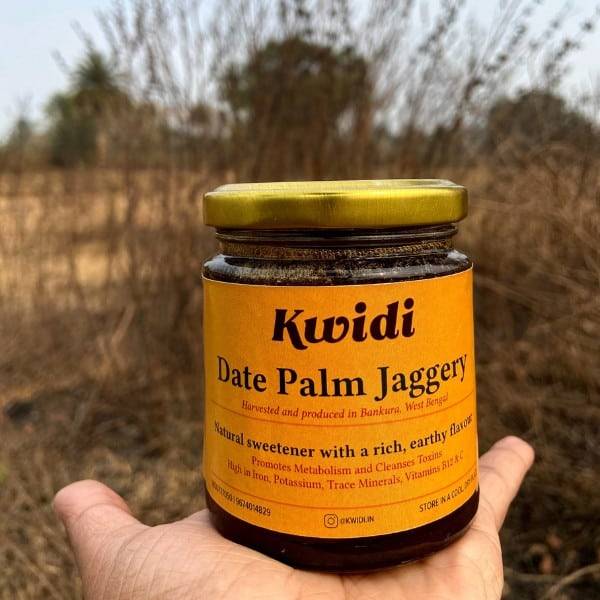 Kwidi
Date Palm Jaggery
Harvested and produced in Bankura, West Bengal
Natural sweetener with a rich, earthy flavour
Promotes Metabolism and Cleanses Toxins
High in Iron, Potassium, Trace Minerals, Vitamins B12 & C
9674014829
@KWIDI.IN
STORE IN A COOL, DRY